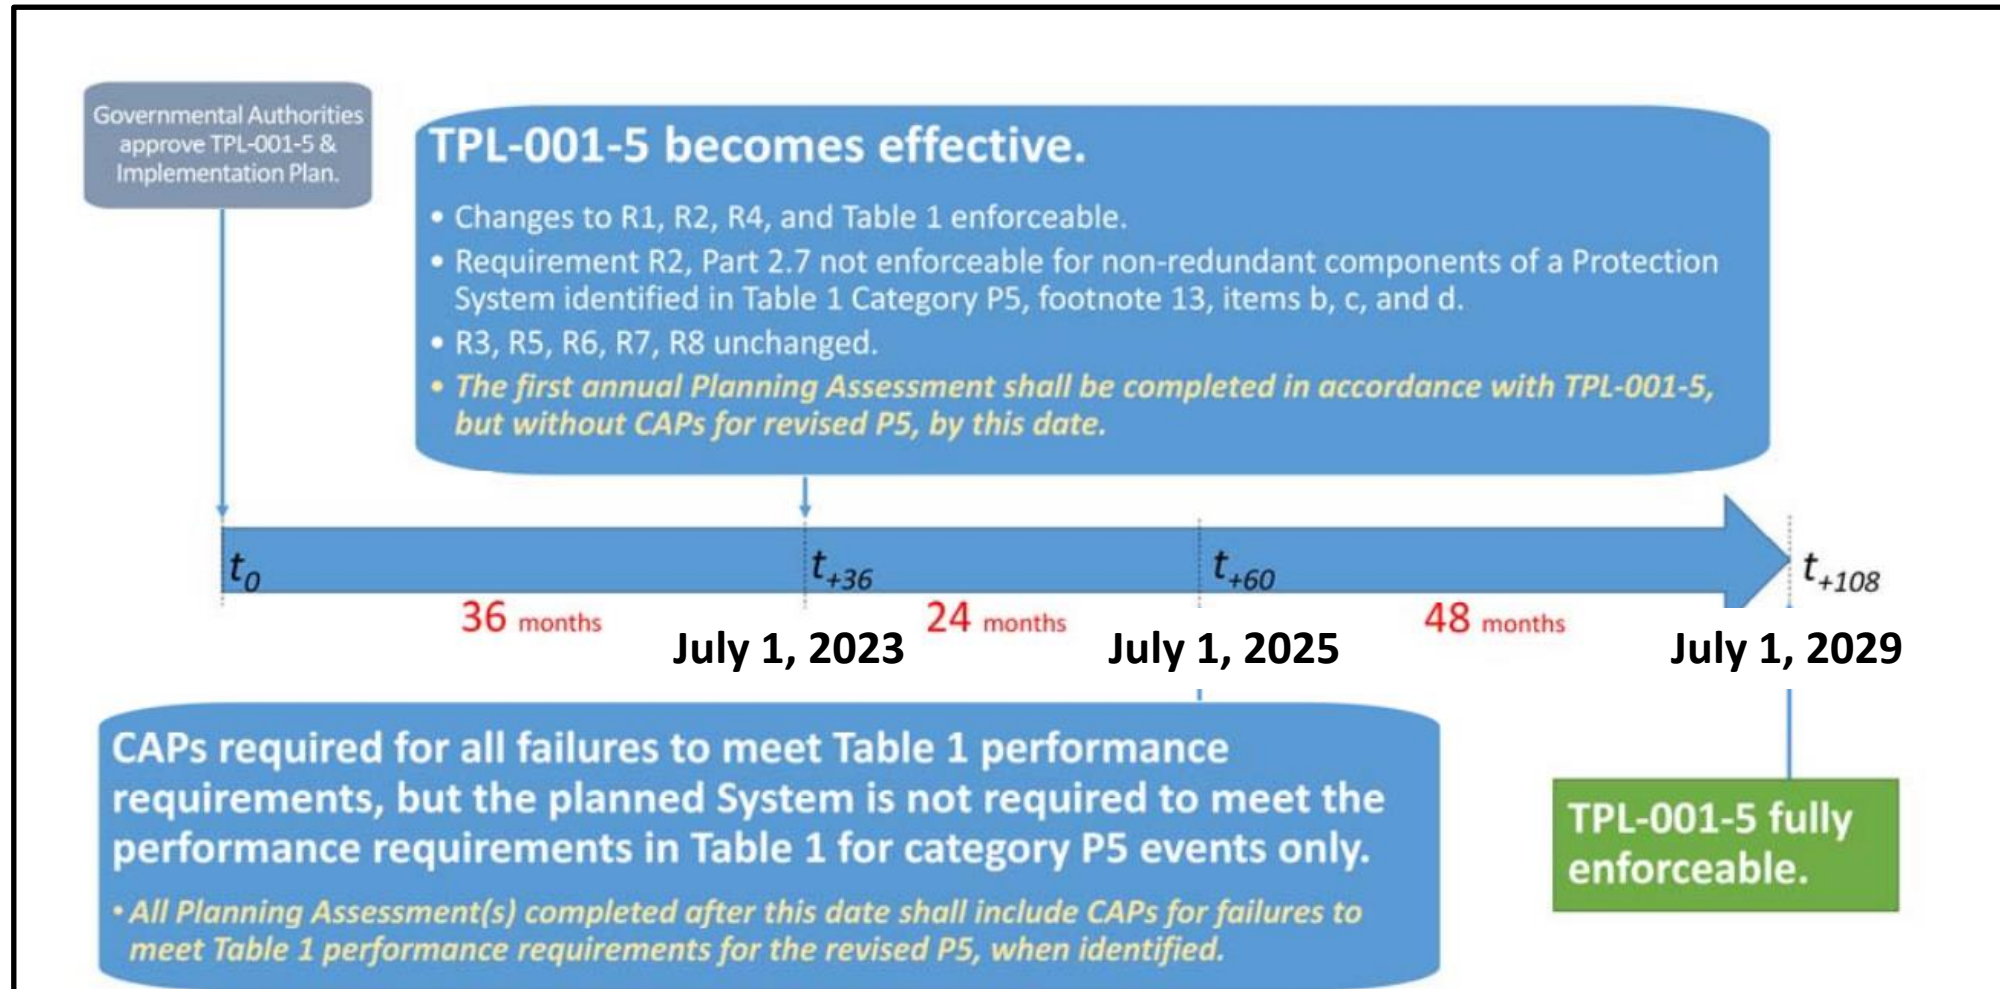 Governmental Authorities
approve TPL-001-5 &
Implementation Plan.
TPL-001-5 becomes effective.
• Changes to R1, R2, R4, and Table 1 enforceable.
• Requirement R2, Part 2.7 not enforceable for non-redundant components of a Protection
System identified in Table 1 Category P5, footnote 13, items b, c, and d.
• R3, R5, R6, R7, R8 unchanged.
• The first annual Planning Assessment shall be completed in accordance with TPL-001-5,
but without CAPs for revised P5, by this date.
t0
t+36
t+60
t+108
36 months
24 months
48 months
July 1, 2023
July 1, 2025
July 1, 2029
CAPs required for all failures to meet Table 1 performance
requirements, but the planned System is not required to meet the
performance requirements in Table 1 for category P5 events only.
• All Planning Assessment(s) completed after this date shall include CAPs for failures to
meet Table 1 performance requirements for the revised P5, when identified.
TPL-001-5 fully
enforceable.